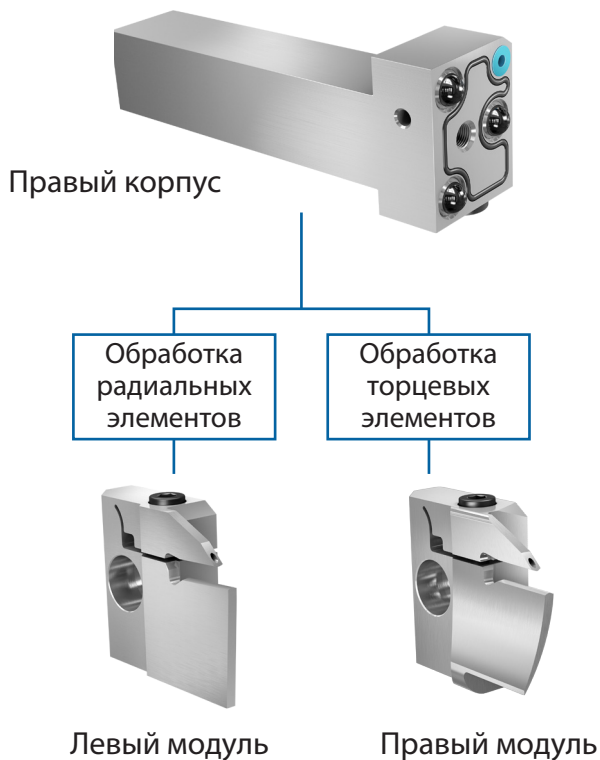 Правый корпус
Обработка
радиальных
элементов
Обработка
торцевых
элементов
Левый модуль
Правый модуль